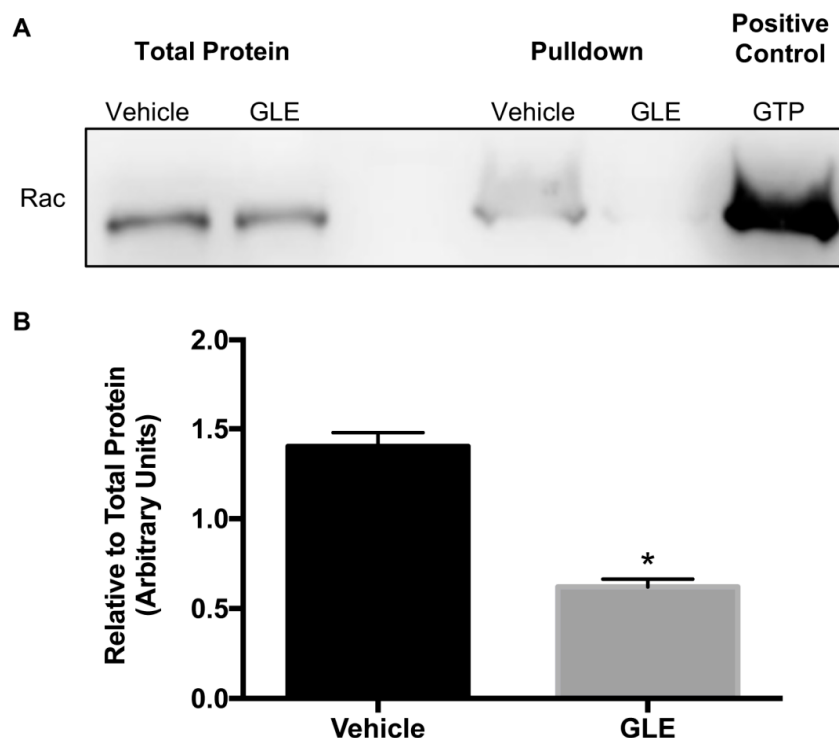 A
Total Protein
Pulldown
Positive
Control
Vehicle
GLE
Vehicle
GLE
GTP
Rac
B
Relative to Total Protein
(Arbitrary Units)
2.0
1.5
1.0
0.5
0.0
*
Vehicle
GLE